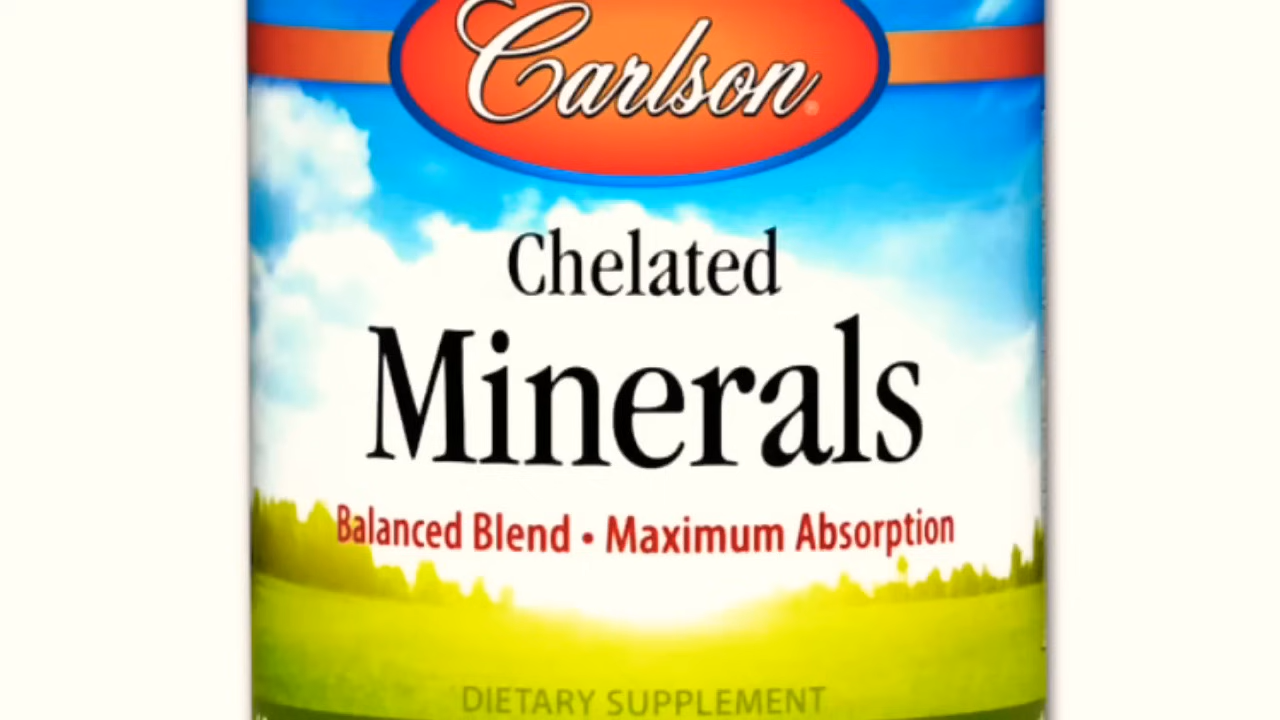 Carlson®
Chelated
Minerals
Balanced Blend • Maximum Absorption
DIETARY SUPPLEMENT